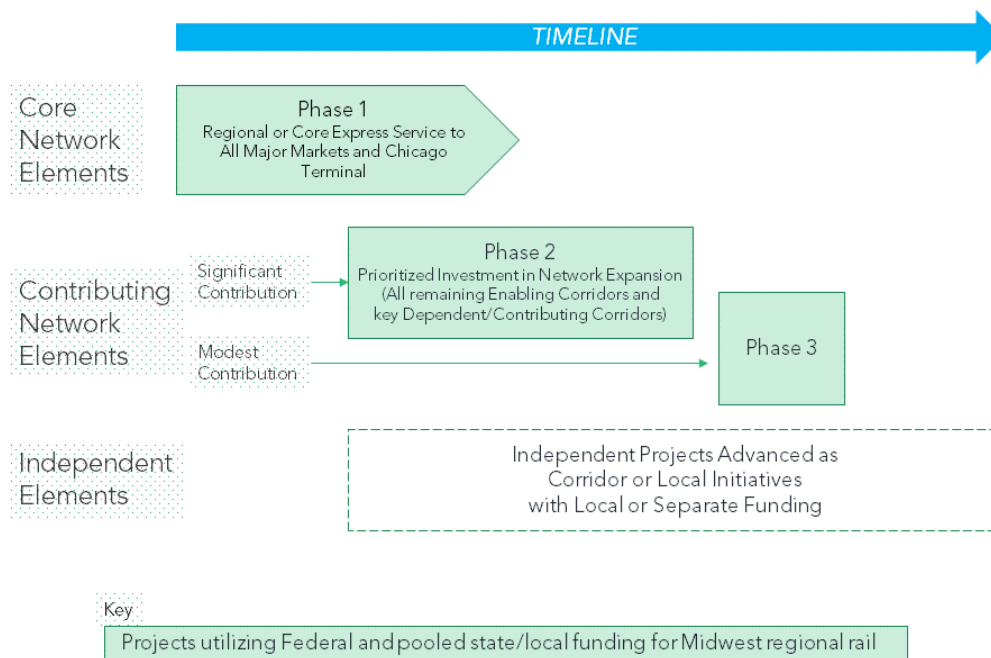 TIMELINE
Core
Network
Elements
Phase 1
Regional or Core Express Service to
All Major Markets and Chicago
Terminal
Contributing
Network
Elements
Significant
Contribution
Phase 2
Prioritized Investment in Network Expansion
(All remaining Enabling Corridors and
key Dependent/Contributing Corridors)
Modest
Contribution
Phase 3
Independent
Elements
Independent Projects Advanced as
Corridor or Local Initiatives
with Local or Separate Funding
Key
Projects utilizing Federal and pooled state/local funding for Midwest regional rail